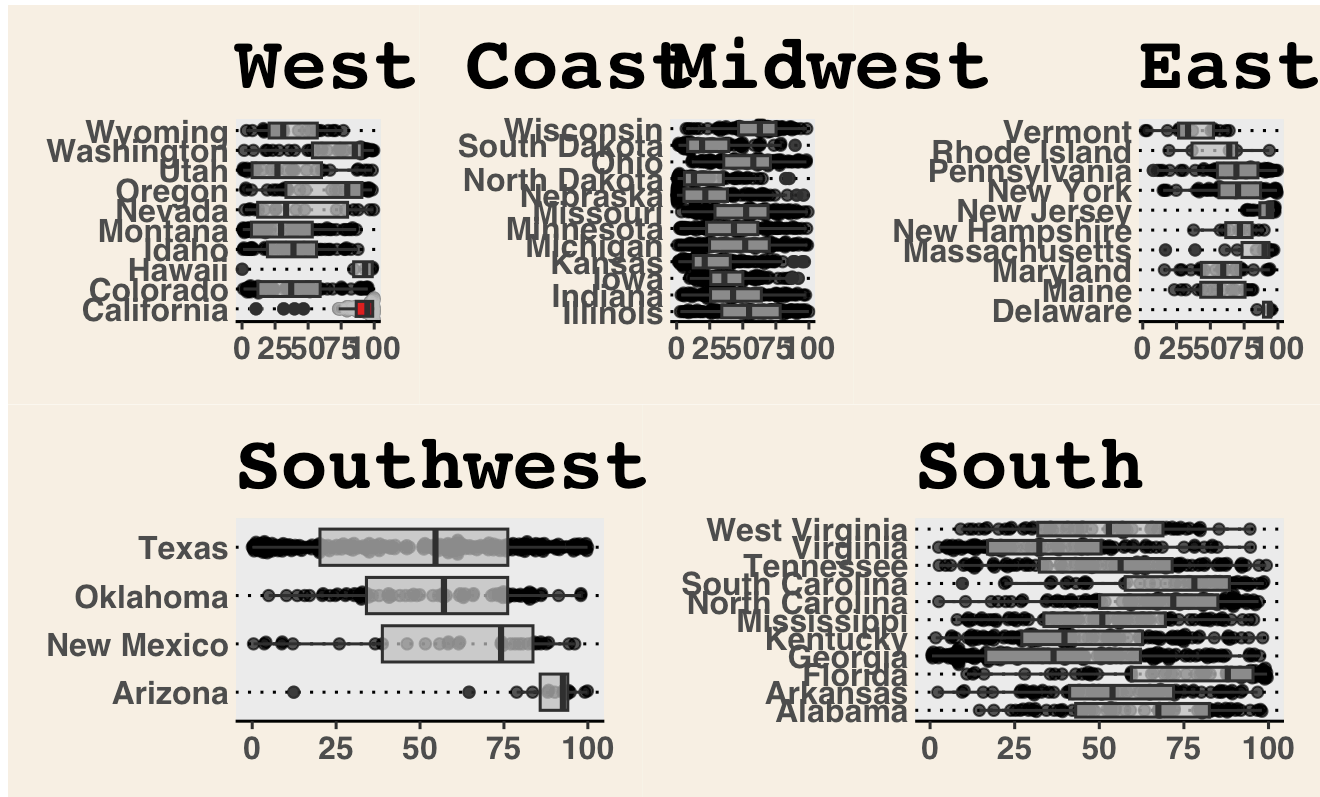 West Coast
Midwest
East
Wyoming
Washington
Utah
Oregon
Nevada
Montana
Idaho
Hawaii
Colorado
California
0 25 50 75 100
Wisconsin
South Dakota
Ohio
North Dakota
Nebraska
Missouri
Minnesota
Michigan
Kansas
Iowa
Indiana
Illinois
0 25 50 75 100
Vermont
Rhode Island
Pennsylvania
New York
New Jersey
New Hampshire
Massachusetts
Maryland
Maine
Delaware
0 25 50 75 100
Southwest
Texas
Oklahoma
New Mexico
Arizona
0 25 50 75 100
South
West Virginia
Virginia
Tennessee
South Carolina
North Carolina
Mississippi
Kentucky
Georgia
Florida
Arkansas
Alabama
0 25 50 75 100